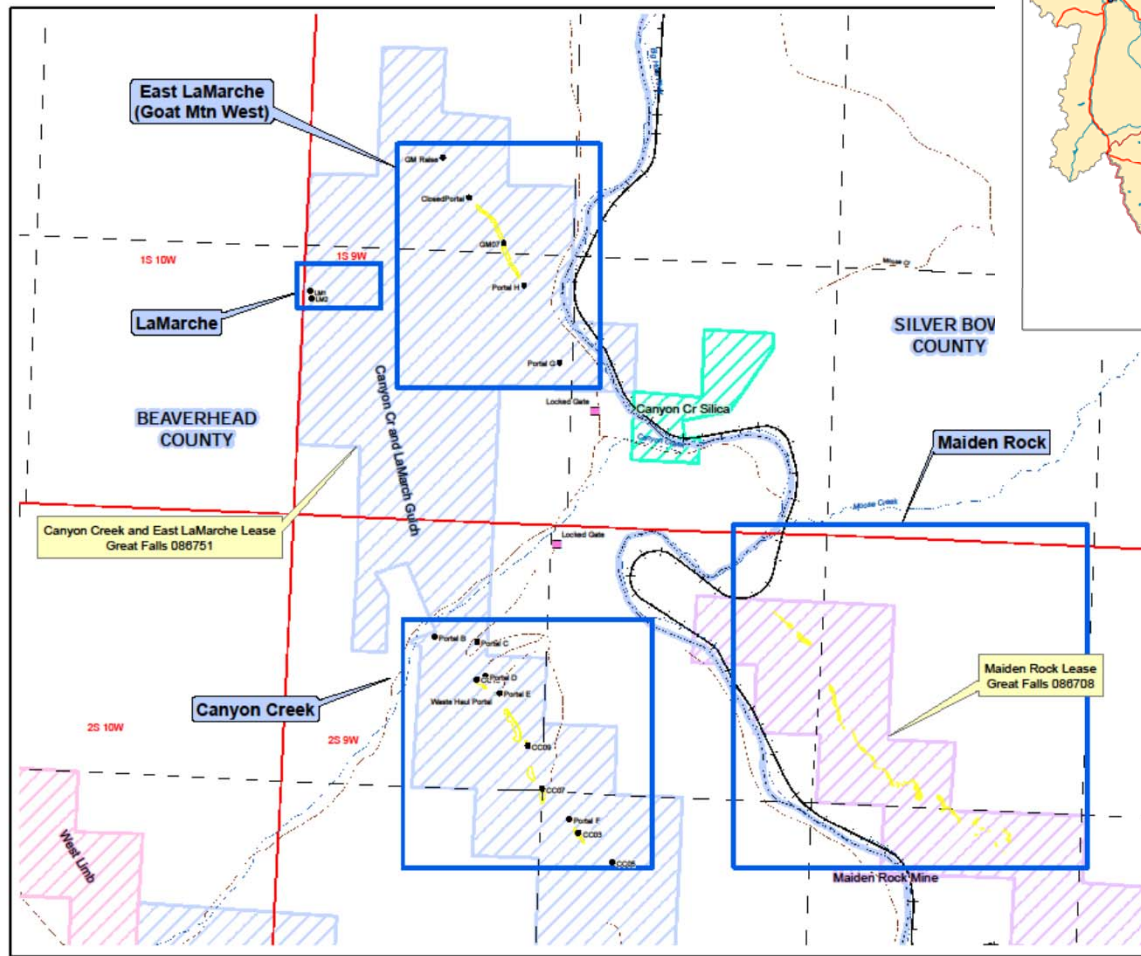 East LaMarche
(Goat Mtn West)
GM Raise
ClosedPortal
GM07
Portal H
1S 10W
1S 9W
LM1
LM2
LaMarche
Portal G
SILVER BOW
COUNTY
BEAVERHEAD
COUNTY
Canyon Cr and LaMarch Gulch
Locked Gate
Canyon Cr Silica
Maiden Rock
Moose Creek
Canyon Creek and East LaMarche Lease
Great Falls 086751
Locked Gate
Portal B
Portal C
Portal D
Portal E
Waste Haul Portal
Maiden Rock Lease
Great Falls 086708
Canyon Creek
2S 10W
2S 9W
CC09
CC07
Portal F
CC03
CC05
West Limb
Maiden Rock Mine